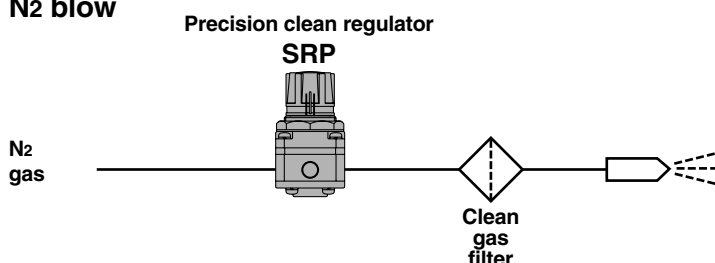 N2 blow
Precision clean regulator
SRP
N2
gas
Clean
gas
filter